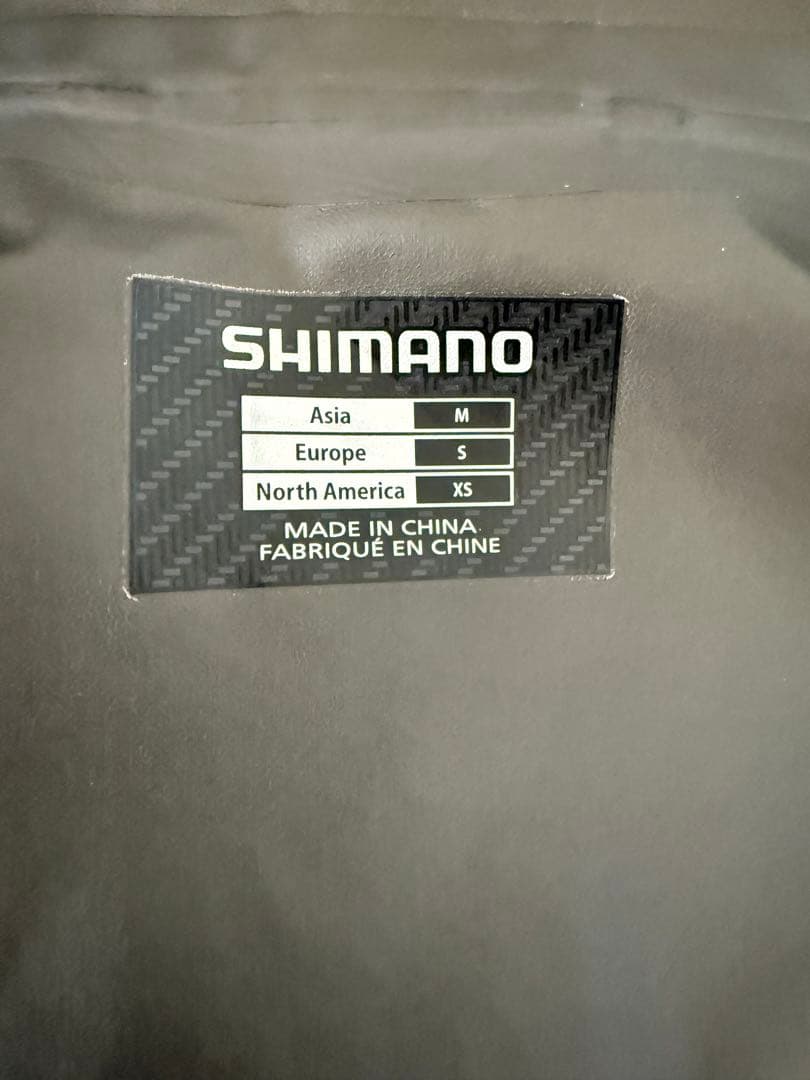 SHIMANO
Asia M
Europe S
North America XS
MADE IN CHINA
FABRIQUÉ EN CHINE